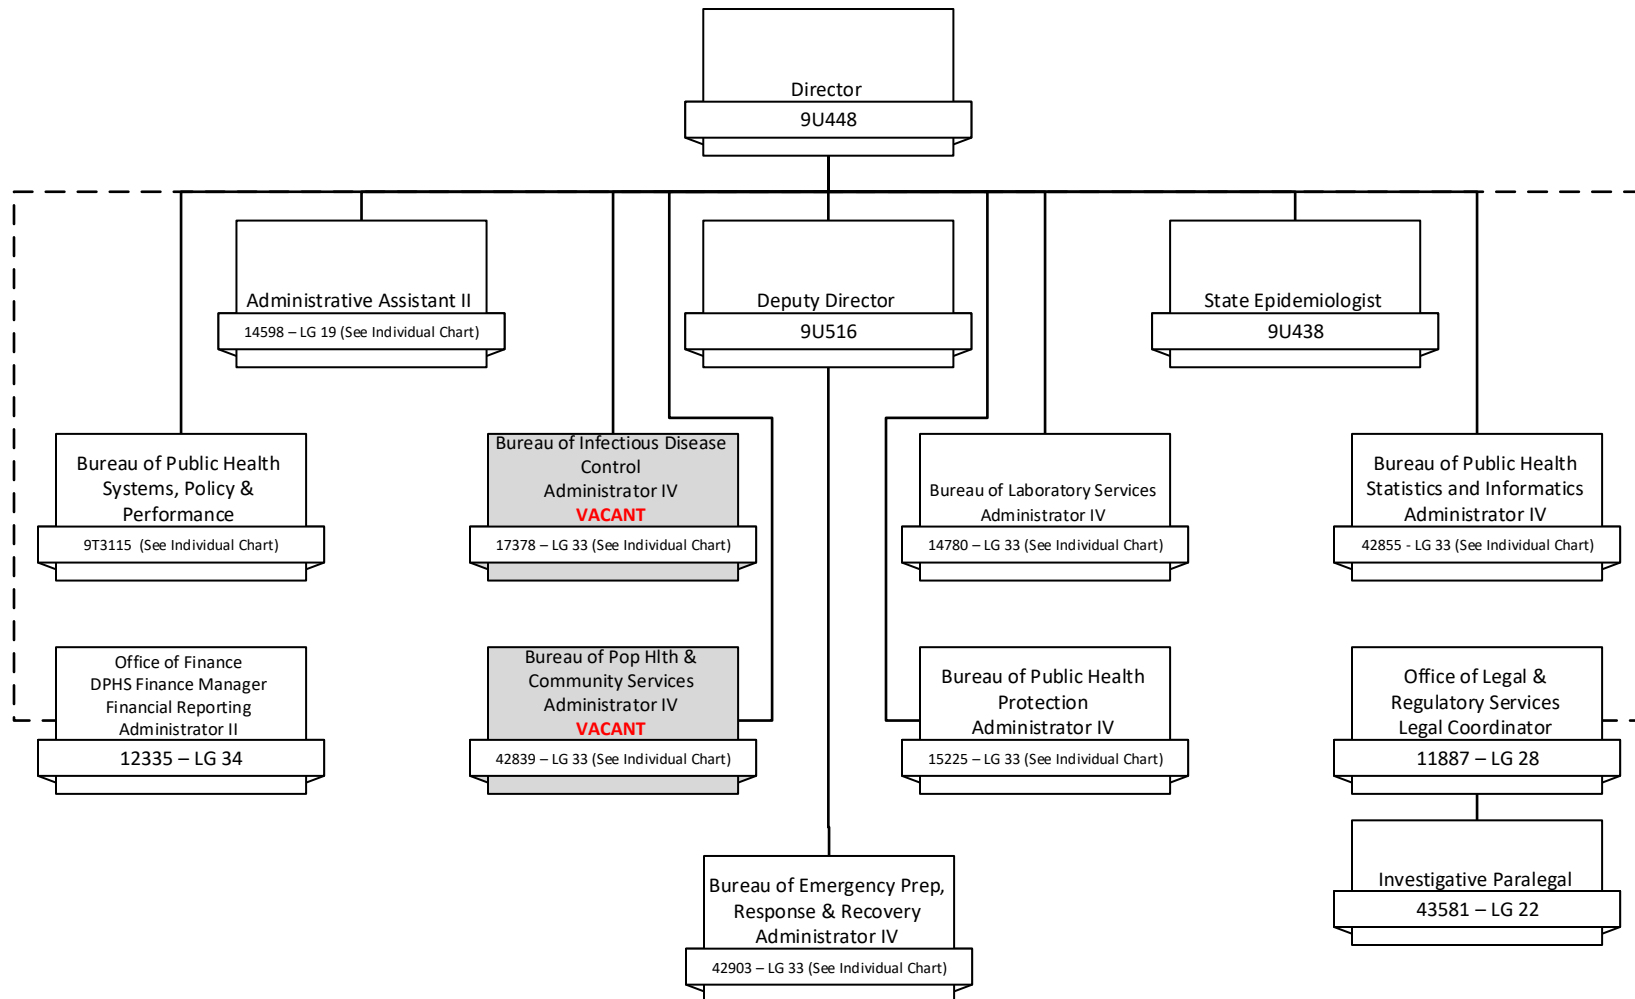 Director
9U448
Administrative Assistant II
14598 – LG 19 (See Individual Chart)
Deputy Director
9U516
State Epidemiologist
9U438
Bureau of Public Health
Systems, Policy &
Performance
9T3115  (See Individual Chart)
Bureau of Infectious Disease
Control
Administrator IV
VACANT
17378 – LG 33 (See Individual Chart)
Bureau of Laboratory Services
Administrator IV
14780 – LG 33 (See Individual Chart)
Bureau of Public Health
Statistics and Informatics
Administrator IV
42855 - LG 33 (See Individual Chart)
Office of Finance
DPHS Finance Manager
Financial Reporting
Administrator II
12335 – LG 34
Bureau of Pop Hlth &
Community Services
Administrator IV
VACANT
42839 – LG 33 (See Individual Chart)
Bureau of Public Health
Protection
Administrator IV
15225 – LG 33 (See Individual Chart)
Office of Legal &
Regulatory Services
Legal Coordinator
11887 – LG 28
Bureau of Emergency Prep,
Response & Recovery
Administrator IV
42903 – LG 33 (See Individual Chart)
Investigative Paralegal
43581 – LG 22